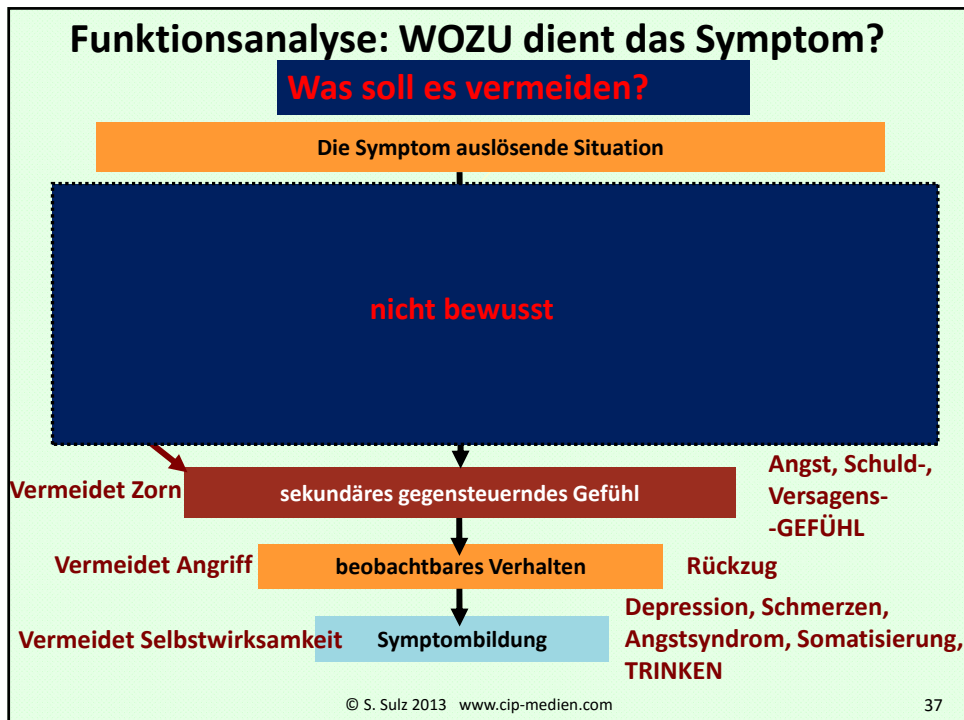 Funktionsanalyse: WOZU dient das Symptom?
Was soll es vermeiden?
Die Symptom auslösende Situation
nicht bewusst
Vermeidet Zorn
sekundäres gegensteuerndes Gefühl
Angst, Schuld-,
Versagens-
-GEFÜHL
Vermeidet Angriff
beobachtbares Verhalten
Rückzug
Vermeidet Selbstwirksamkeit
Symptombildung
Depression, Schmerzen,
Angstsyndrom, Somatisierung,
TRINKEN
© S. Sulz 2013 www.cip-medien.com
37